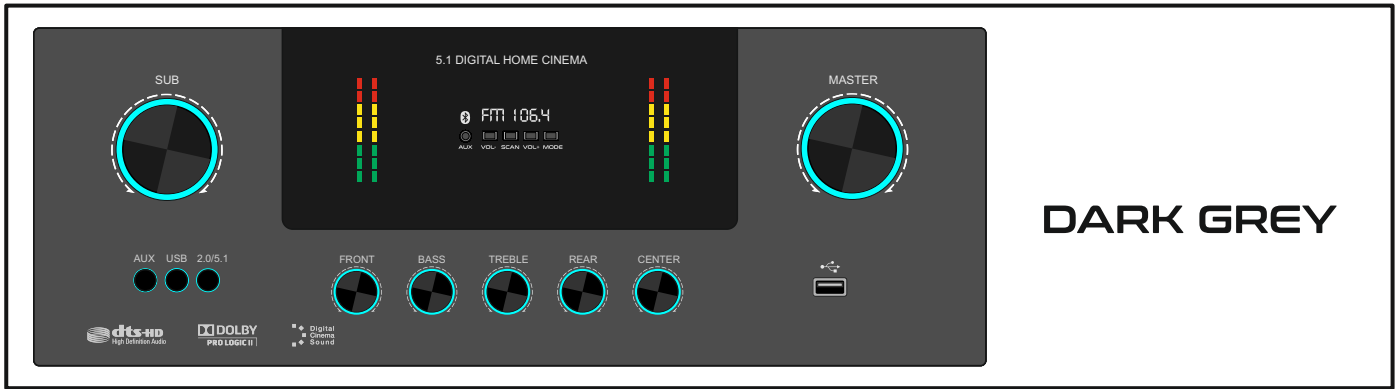 5.1 DIGITAL HOME CINEMA
SUB
MASTER
FM 106.4
AUX VOL- SCAN VOL+ MODE
DARK GREY
AUX USB 2.0/5.1
FRONT BASS TREBLE REAR CENTER
dts-HD
High Definition Audio
DOLBY
PRO LOGIC II
Digital
Cinema
Sound